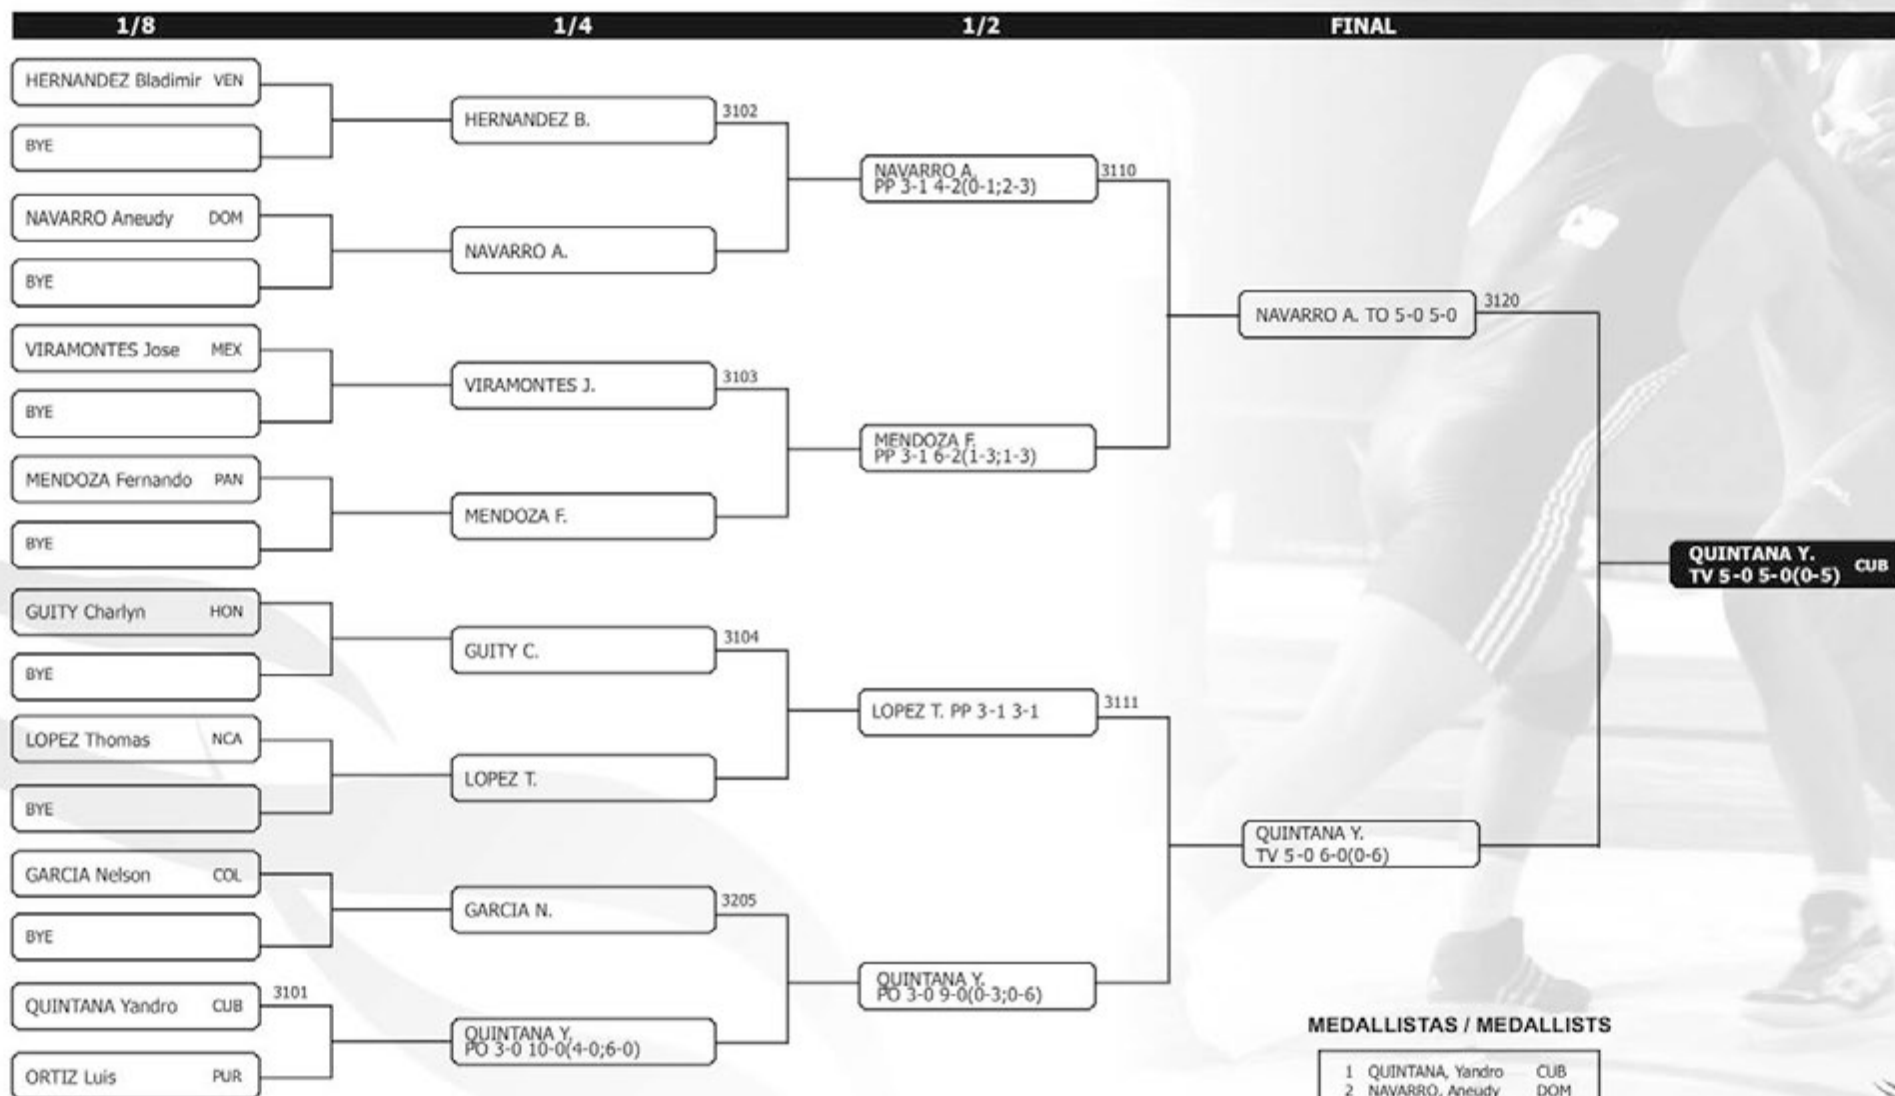 1/8 1/4 1/2 FINAL
HERNANDEZ Bladimir VEN
BYE
NAVARRO Aneudy DOM
BYE
VIRAMONTES Jose MEX
BYE
MENDOZA Fernando PAN
BYE
GUITY Charlyn HON
BYE
LOPEZ Thomas NCA
BYE
GARCIA Nelson COL
BYE
QUINTANA Yandro CUB
3101
ORTIZ Luis PUR
HERNANDEZ B.
3102
NAVARRO A.
VIRAMONTES J.
3103
MENDOZA F.
GUITY C.
3104
LOPEZ T.
GARCIA N.
3205
QUINTANA Y.
PO 3-0 10-0(4-0;6-0)
NAVARRO A.
PP 3-1 4-2(0-1;2-3)
3110
MENDOZA F.
PP 3-1 6-2(1-3;1-3)
LOPEZ T. PP 3-1 3-1
3111
QUINTANA Y.
PO 3-0 9-0(0-3;0-6)
NAVARRO A. TO 5-0 5-0
3120
QUINTANA Y.
TV 5-0 6-0(0-6)
QUINTANA Y.
TV 5-0 5-0(0-5) CUB
MEDALLISTAS / MEDALLISTS
1 QUINTANA, Yandro CUB
2 NAVARRO, Aneudy DOM